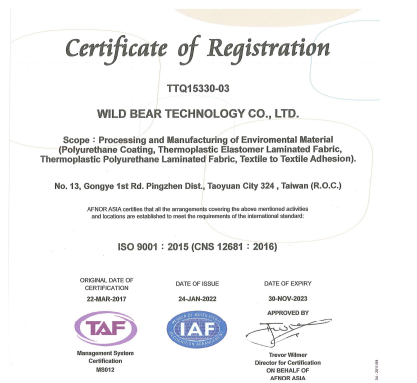 Certificate of Registration
TTQ15330-03
WILD BEAR TECHNOLOGY CO., LTD.
Scope : Processing and Manufacturing of Enviromental Material
(Polyurethane Coating, Thermoplastic Elastomer Laminated Fabric,
Thermoplastic Polyurethane Laminated Fabric, Textile to Textile Adhesion).
No. 13, Gongye 1st Rd. Pingzhen Dist., Taoyuan City 324 , Taiwan (R.O.C.)
AFNOR ASIA certifies that all the arrangements covering the above mentioned activities
and locations are established to meet the requirements of the international standard:
ISO 9001 : 2015 (CNS 12681 : 2016)
ORIGINAL DATE OF
CERTIFICATION
22-MAR-2017
DATE OF ISSUE
24-JAN-2022
DATE OF EXPIRY
30-NOV-2023
APPROVED BY
TAF
Management System
Certification
MS012
IAF
Trevor Wilmer
Director for Certification
ON BEHALF OF
AFNOR ASIA